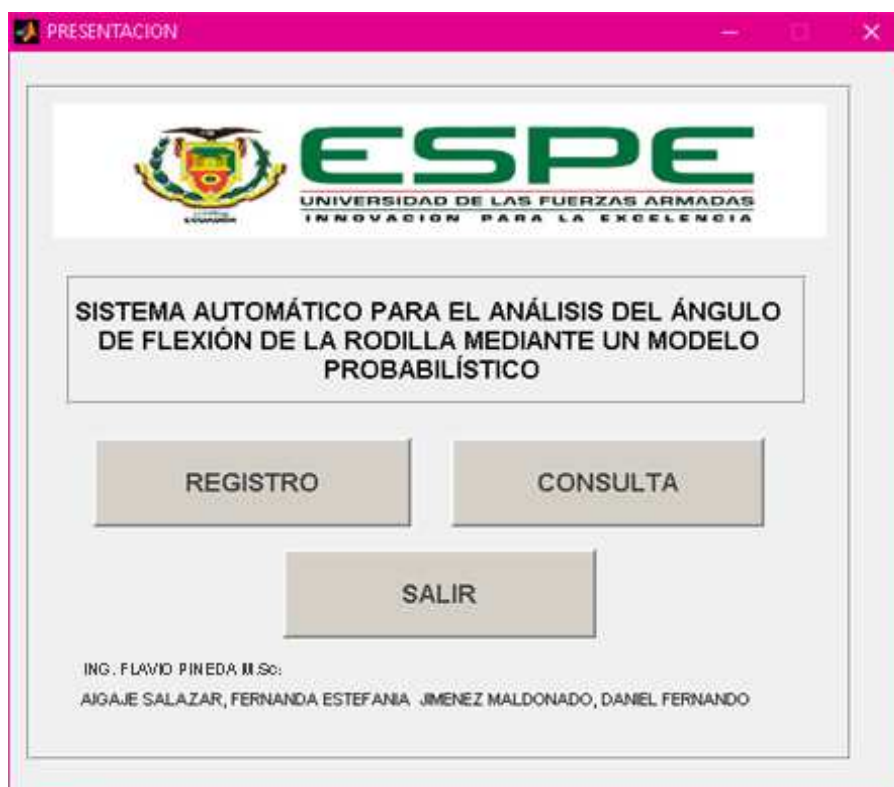 PRESENTACION
ESPE
UNIVERSIDAD DE LAS FUERZAS ARMADAS
INNOVACION PARA LA EXCELENCIA
SISTEMA AUTOMÁTICO PARA EL ANÁLISIS DEL ÁNGULO
DE FLEXIÓN DE LA RODILLA MEDIANTE UN MODELO
PROBABILÍSTICO
REGISTRO
CONSULTA
SALIR
ING. FLAVIO PINEDA M.Sc:
AIGAJE SALAZAR, FERNANDA ESTEFANIA JIMENEZ MALDONADO, DANIEL FERNANDO